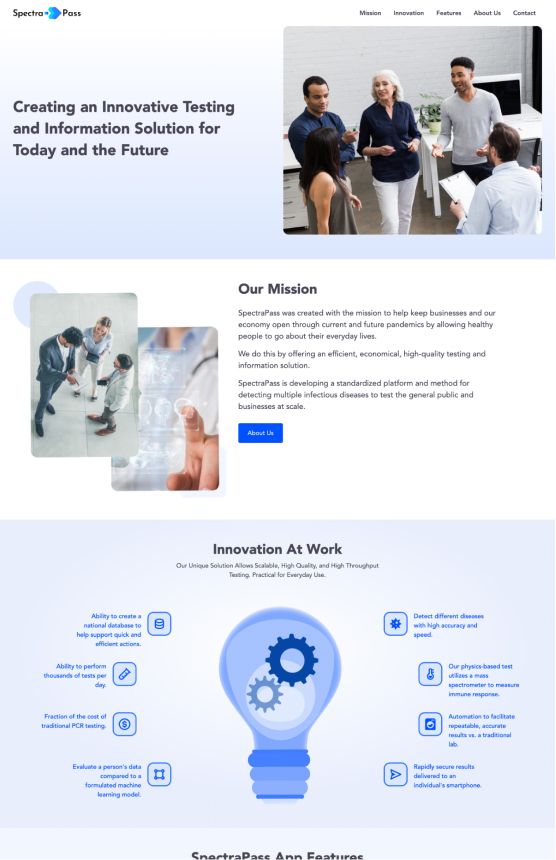 Spectra Pass
Mission Innovation Features About Us Contact
Creating an Innovative Testing
and Information Solution for
Today and the Future
Our Mission
SpectraPass was created with the mission to help keep businesses and our
economy open through current and future pandemics by allowing healthy
people to go about their everyday lives.
We do this by offering an efficient, economical, high-quality testing and
information solution.
SpectraPass is developing a standardized platform and method for
detecting multiple infectious diseases to test the general public and
businesses at scale.
About Us
Innovation At Work
Our Unique Solution Allows Scalable, High Quality, and High Throughput
Testing. Practical for Everyday Use.
Ability to create a
national database to
help support quick and
efficient actions.
Ability to perform
thousands of tests per
day.
Fraction of the cost of
traditional PCR testing.
Evaluate a person's data
compared to a
formulated machine
learning model.
Detect different diseases
with high accuracy and
speed.
Our physics-based test
utilizes a mass
spectrometer to measure
immune response.
Automation to facilitate
repeatable, accurate
results vs. a traditional
lab.
Rapidly secure results
delivered to an
individual's smartphone.
SpectraPass App Features